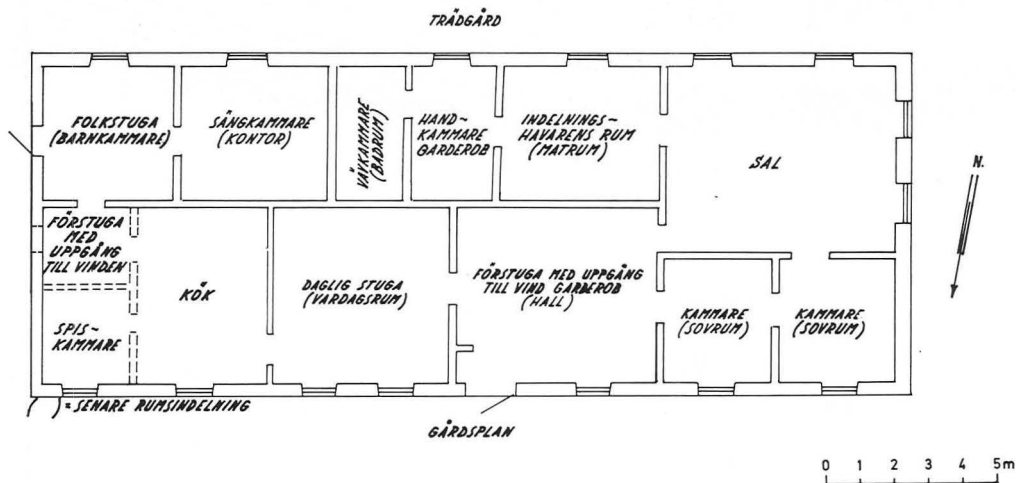 TRÄDGÅRD
FOLKSTUGA
(BARNKAMMARE)
SÄNGKAMMARE
(KONTOR)
VÄVKAMMARE
(BADRUM)
HAND-
KAMMARE
GARDEROB
INDELNINGS-
HAVARENS RUM
(MATRUM)
SAL
N.
FÖRSTUGA
MED
UPPGÅNG
TILL VINDEN
SPIS-
KAMMARE
KÖK
DAGLIG STUGA
(VARDAGSRUM)
FÖRSTUGA MED UPPGÅNG
TILL VIND GARDEROB
(HALL)
KAMMARE
(SOVRUM)
KAMMARE
(SOVRUM)
( ) = SENARE RUMSINDELNING
GÅRDSPLAN
0 1 2 3 4 5m